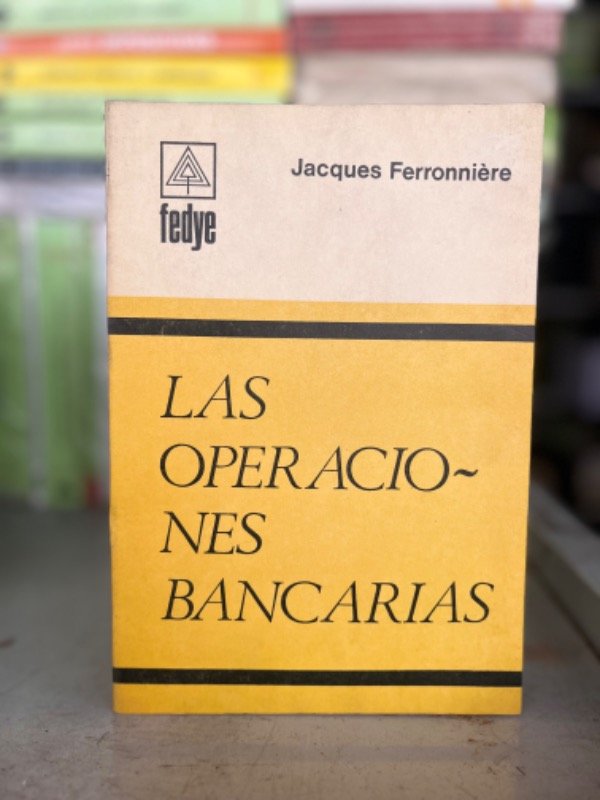 Jacques Ferronnière
fedye
LAS
OPERACIO~
NES
BANCARIAS